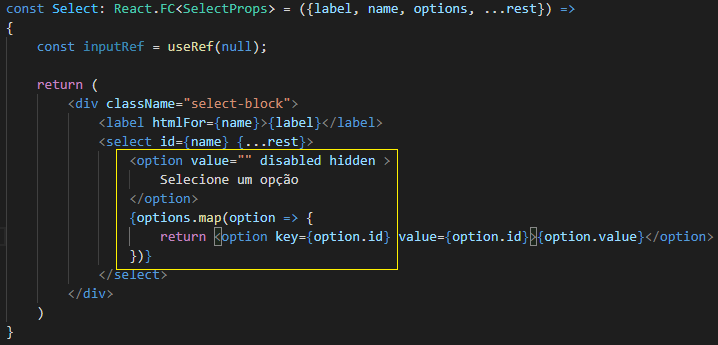 const Select: React.FC<SelectProps> = ({label, name, options, ...rest}) =>
{
    const inputRef = useRef(null);

    return (
        <div className="select-block">
            <label htmlFor={name}>{label}</label>
            <select id={name} {...rest}>
                <option value="" disabled hidden >
                    Selecione um opção
                </option>
                {options.map(option => {
                    return <option key={option.id} value={option.id}>{option.value}</option>
                })}
            </select>
        </div>
    )
}